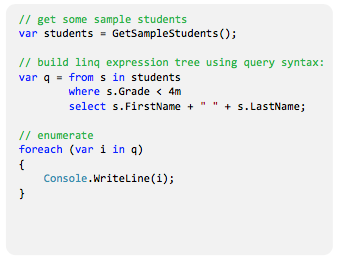 // get some sample students
var students = GetSampleStudents();
// build linq expression tree using query syntax:
var q = from s in students
where s.Grade < 4m
select s.FirstName + " " + s.LastName;
// enumerate
foreach (var i in q)
{
Console.WriteLine(i);
}